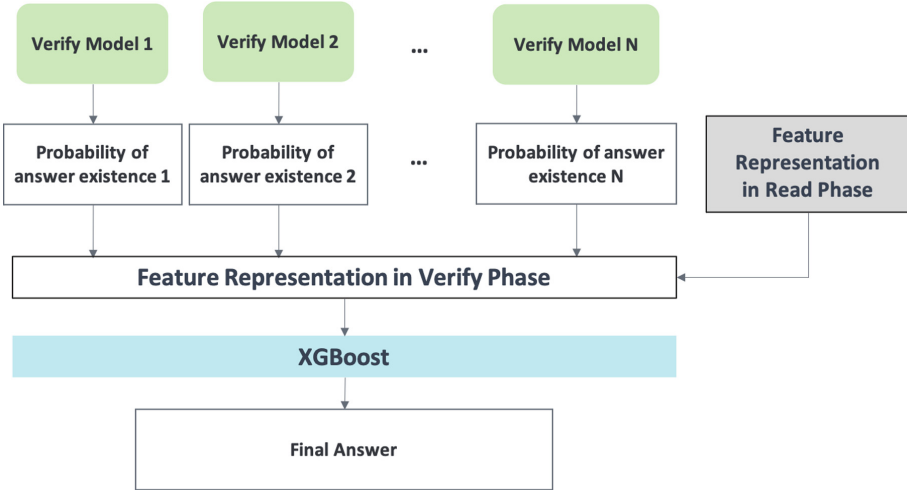 Verify Model 1
Verify Model 2
...
Verify Model N
Probability of
answer existence 1
Probability of
answer existence 2
...
Probability of answer
existence N
Feature
Representation
in Read Phase
Feature Representation in Verify Phase
XGBoost
Final Answer